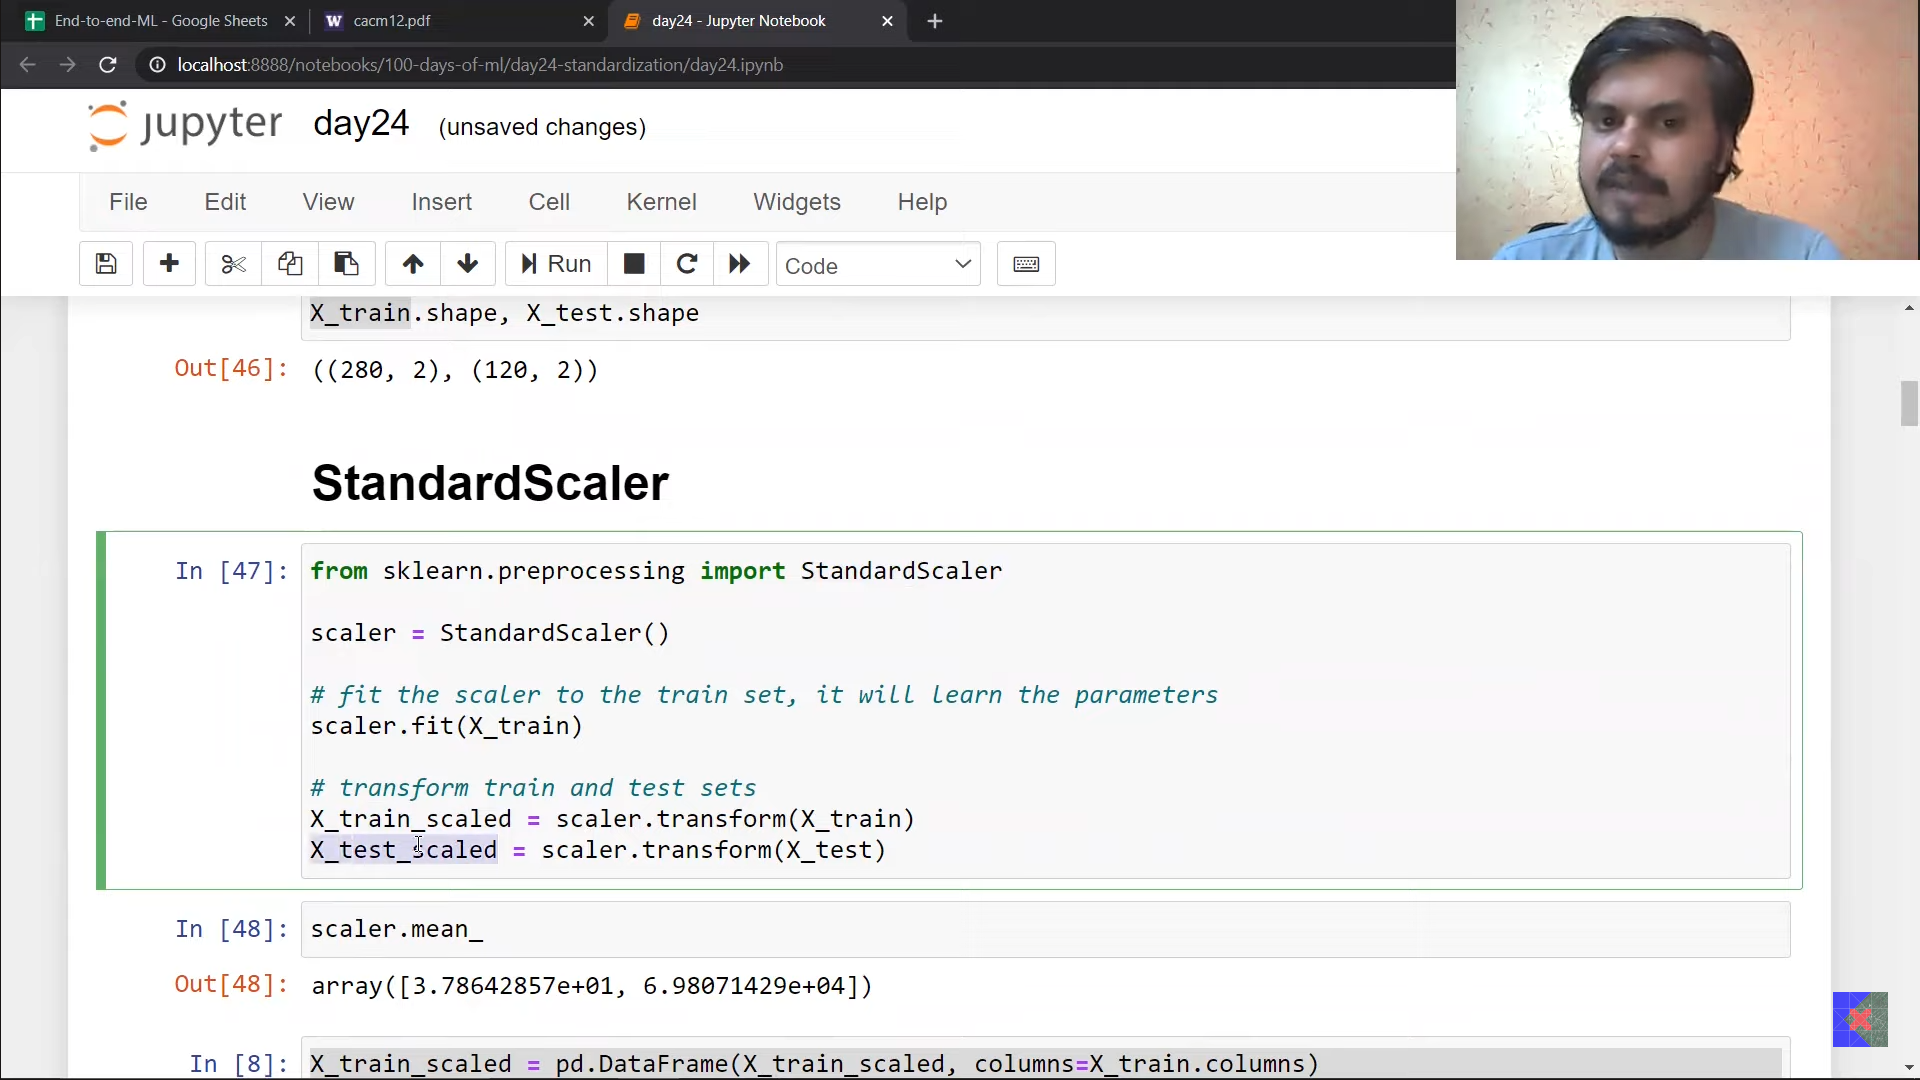 End-to-end-ML - Google Sheets
W cacm12.pdf
day24 - Jupyter Notebook
localhost:8888/notebooks/100-days-of-ml/day24-standardization/day24.ipynb
jupyter day24 (unsaved changes)
File Edit View Insert Cell Kernel Widgets Help
Run Code
X_train.shape, X_test.shape
Out[46]: ((280, 2), (120, 2))
StandardScaler
In [47]: from sklearn.preprocessing import StandardScaler
scaler = StandardScaler()
# fit the scaler to the train set, it will learn the parameters
scaler.fit(X_train)
# transform train and test sets
X_train_scaled = scaler.transform(X_train)
X_test_scaled = scaler.transform(X_test)
In [48]: scaler.mean_
Out[48]: array([3.78642857e+01, 6.98071429e+04])
In [8]: X_train_scaled = pd.DataFrame(X_train_scaled, columns=X_train.columns)